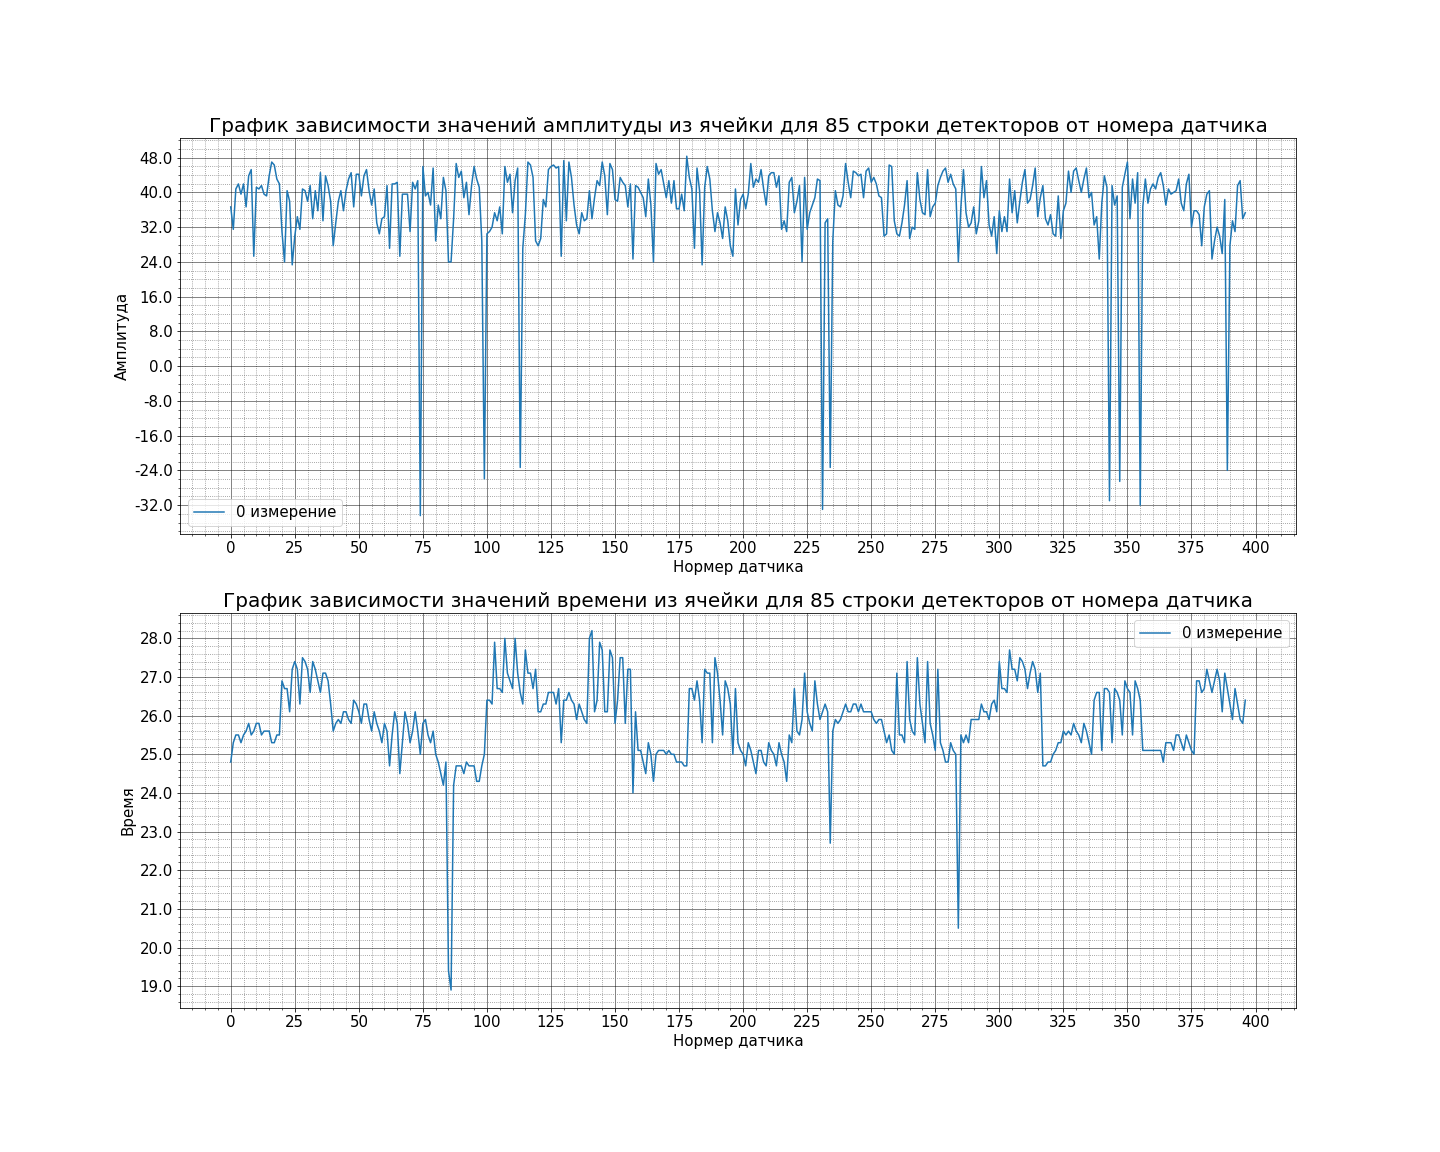 График зависимости значений амплитуды из ячейки для 85 строки детекторов от номера датчика
48.0
40.0
32.0
24.0
16.0
8.0
0.0
-8.0
-16.0
-24.0
-32.0
Амплитуда
0 измерение
0 25 50 75 100 125 150 175 200 225 250 275 300 325 350 375 400
Нормер датчика
График зависимости значений времени из ячейки для 85 строки детекторов от номера датчика
0 измерение
28.0
27.0
26.0
25.0
24.0
23.0
22.0
21.0
20.0
19.0
Время
0 25 50 75 100 125 150 175 200 225 250 275 300 325 350 375 400
Нормер датчика